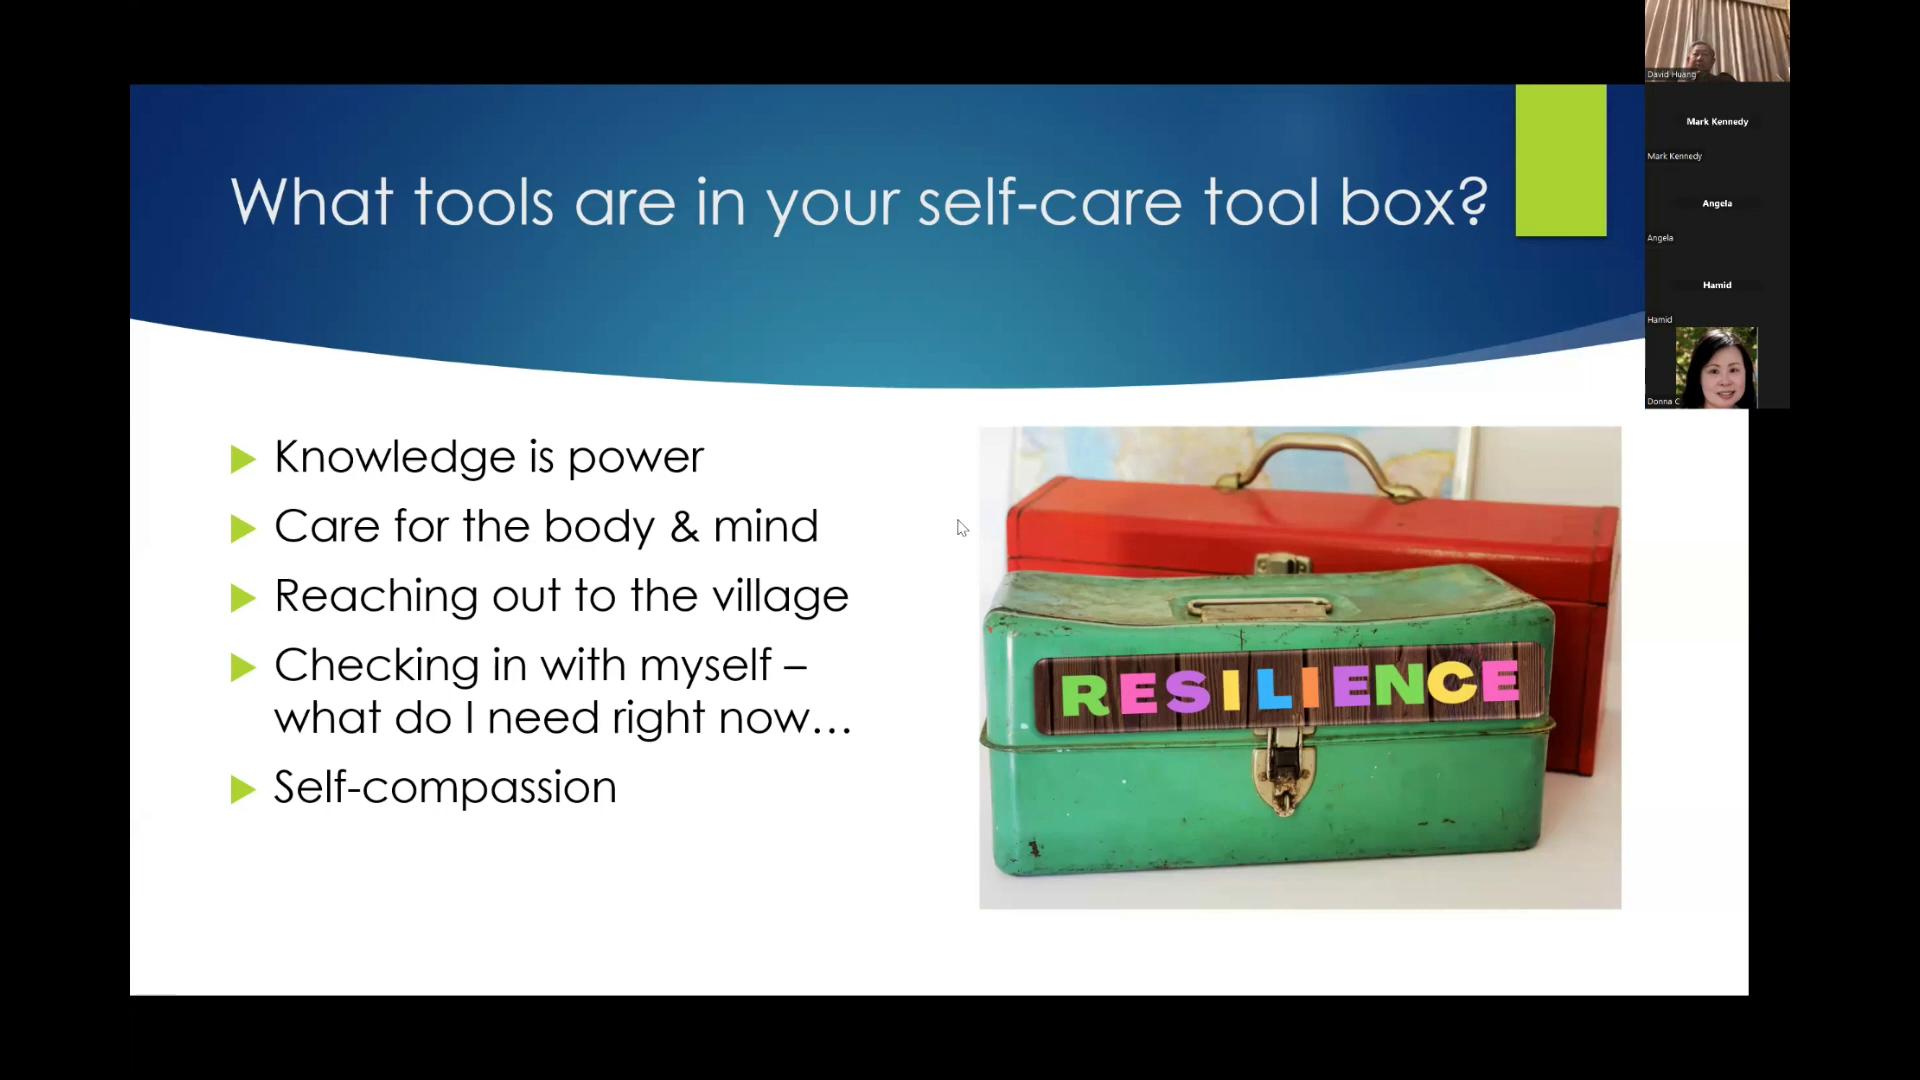 What tools are in your self-care tool box?
Knowledge is power
Care for the body & mind
Reaching out to the village
Checking in with myself –
what do I need right now…
Self-compassion
RESILIENCE
David Huang
Mark Kennedy
Mark Kennedy
Angela
Angela
Hamid
Hamid
Donna C